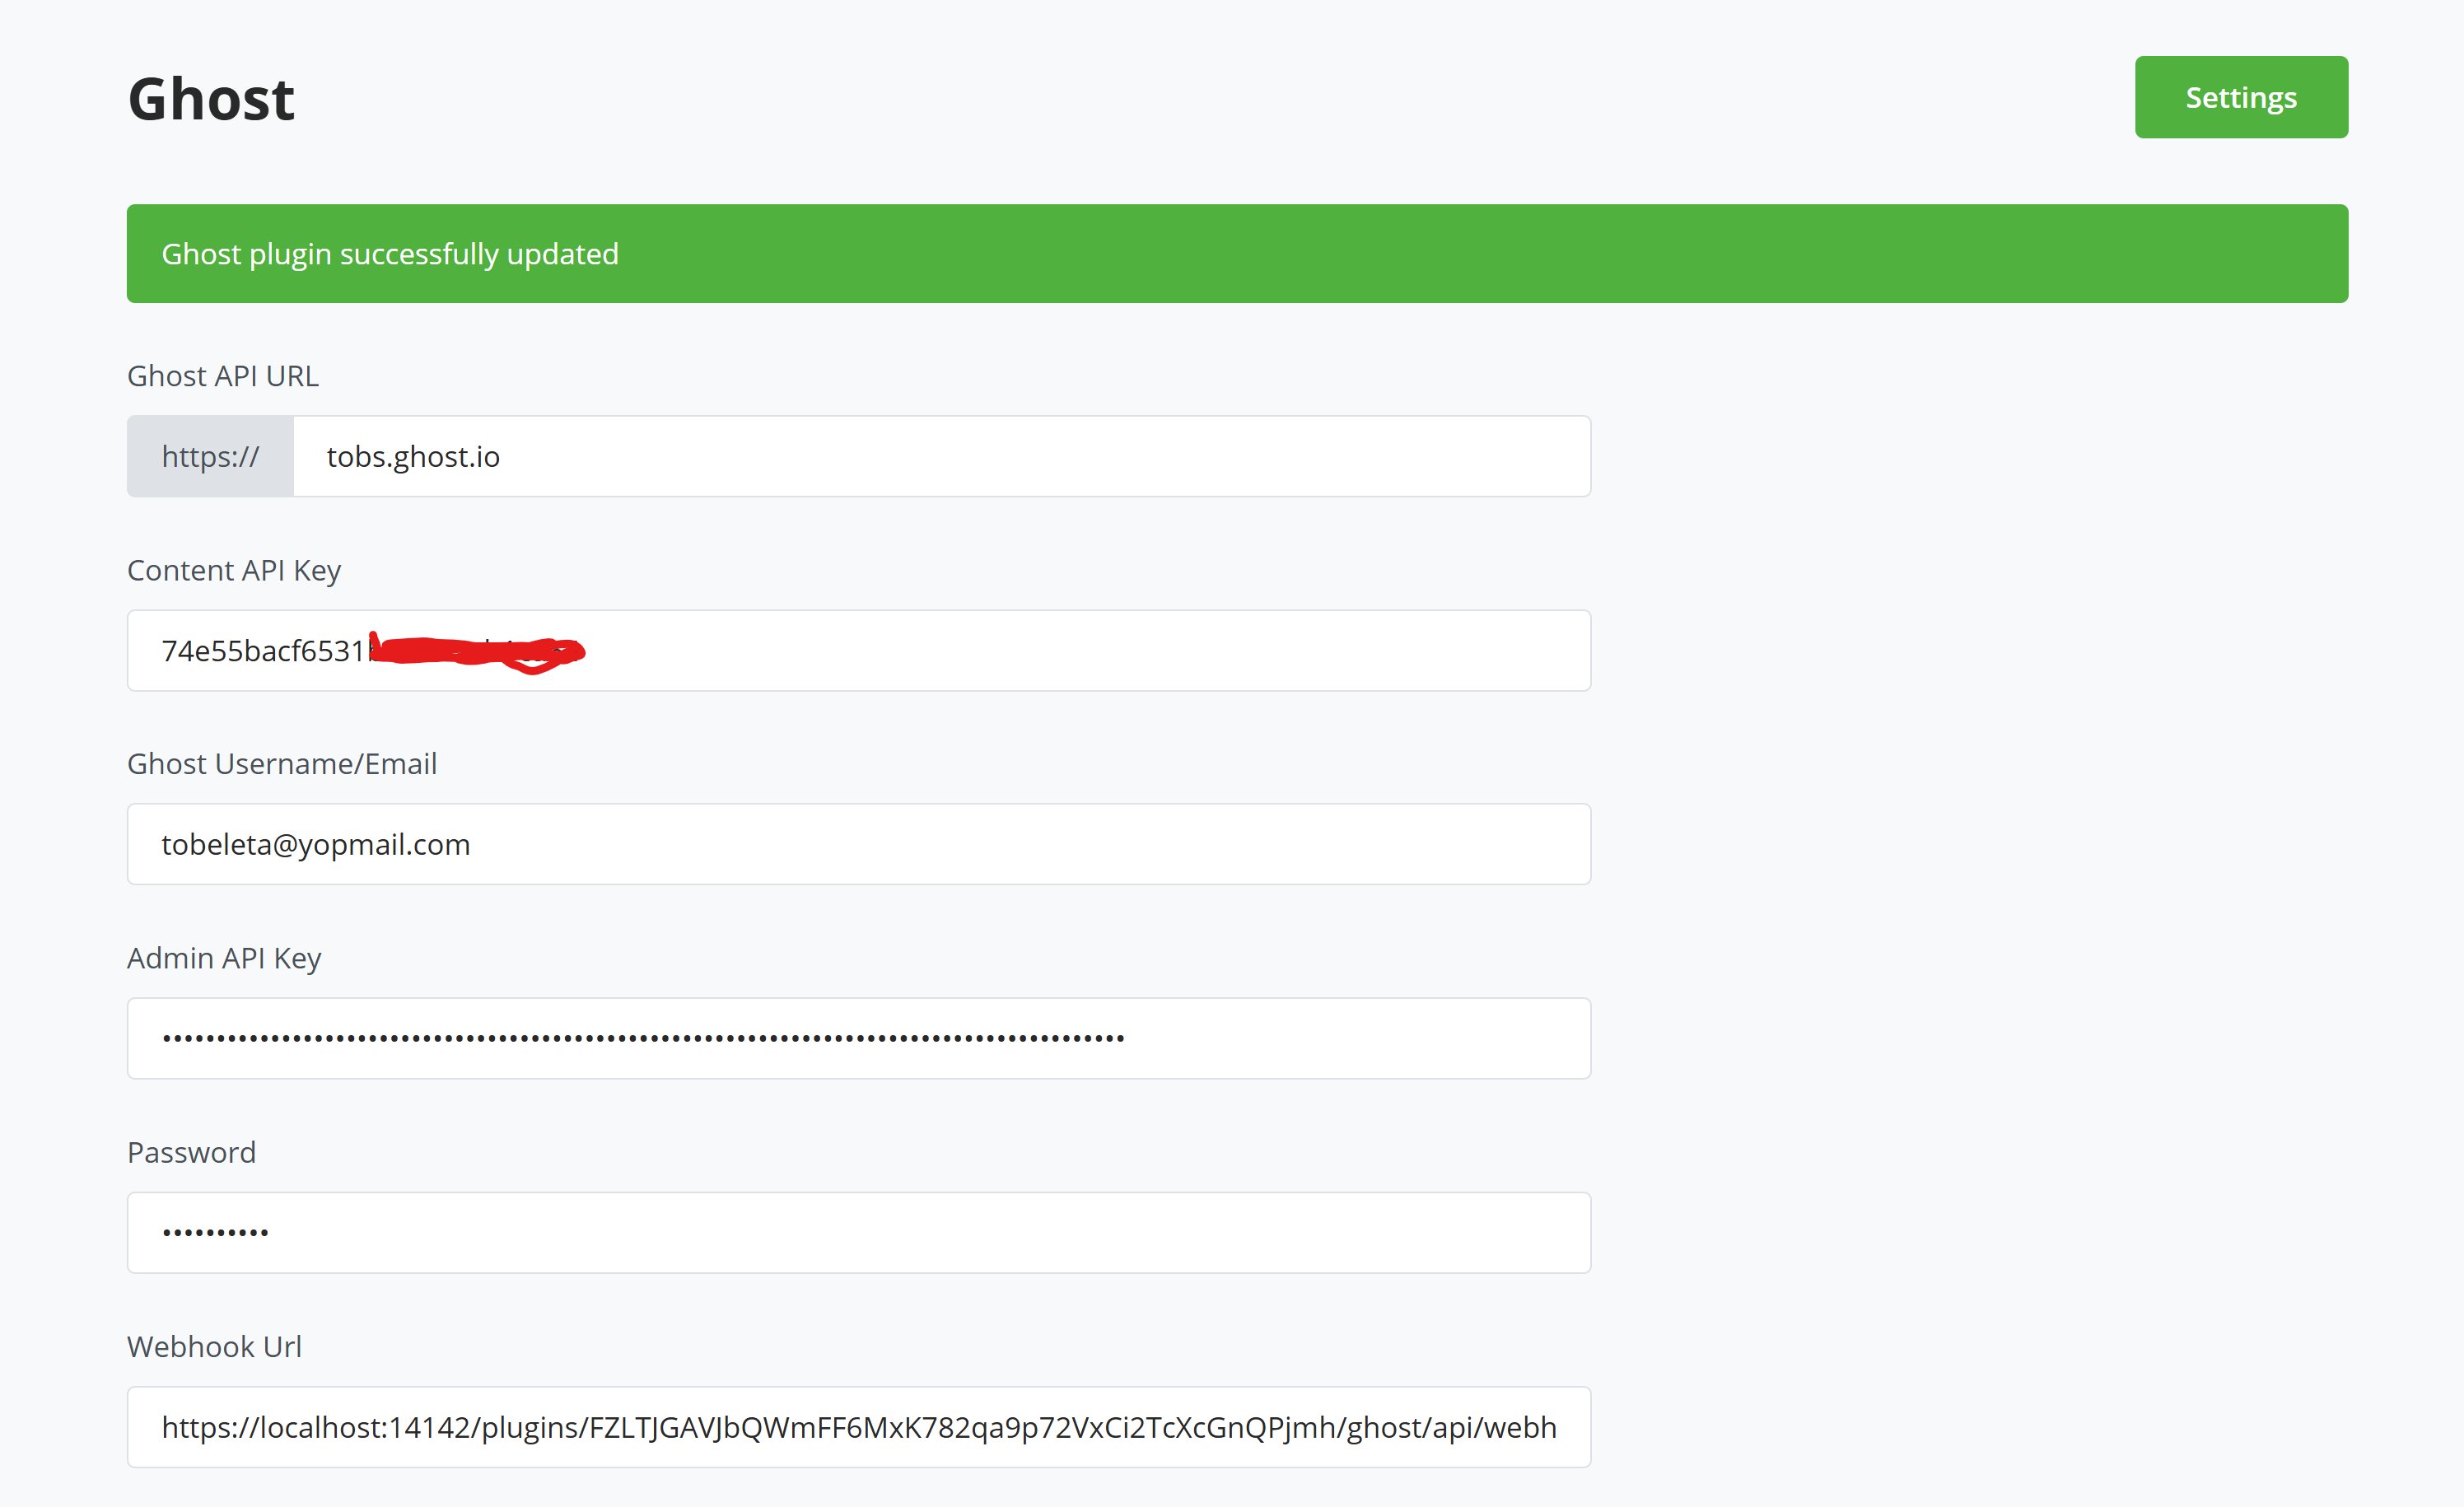 Ghost
Settings
Ghost plugin successfully updated
Ghost API URL
https:// tobs.ghost.io
Content API Key
74e55bacf6531
Ghost Username/Email
tobeleta@yopmail.com
Admin API Key
Password
Webhook Url
https://localhost:14142/plugins/FZLTJGAVJbQWmFF6MxK782qa9p72VxCi2TcXcGnQPjmh/ghost/api/webh